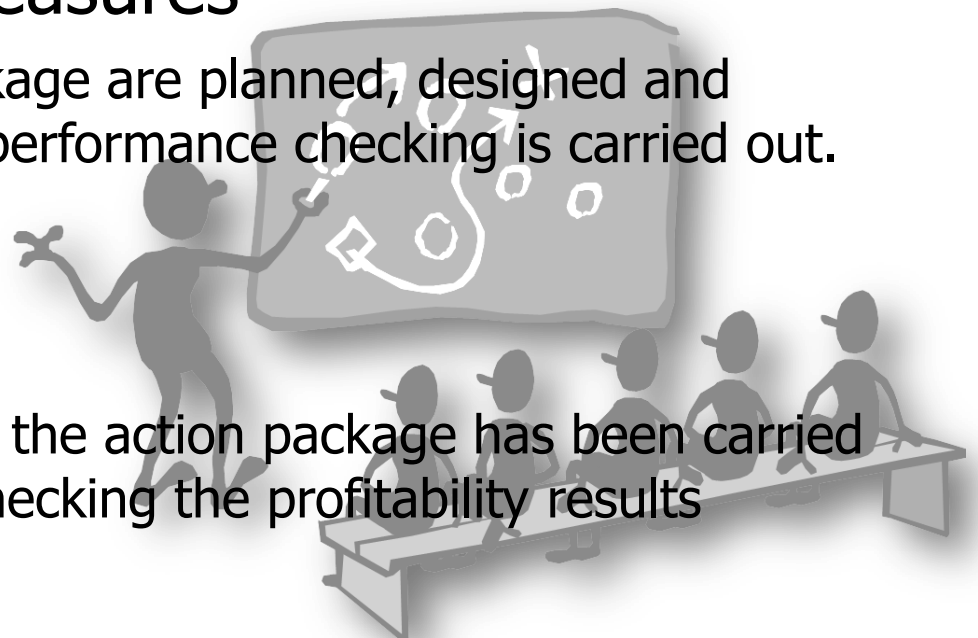 easures
kage are planned, designed and
performance checking is carried out.
the action package has been carried
hecking the profitability results